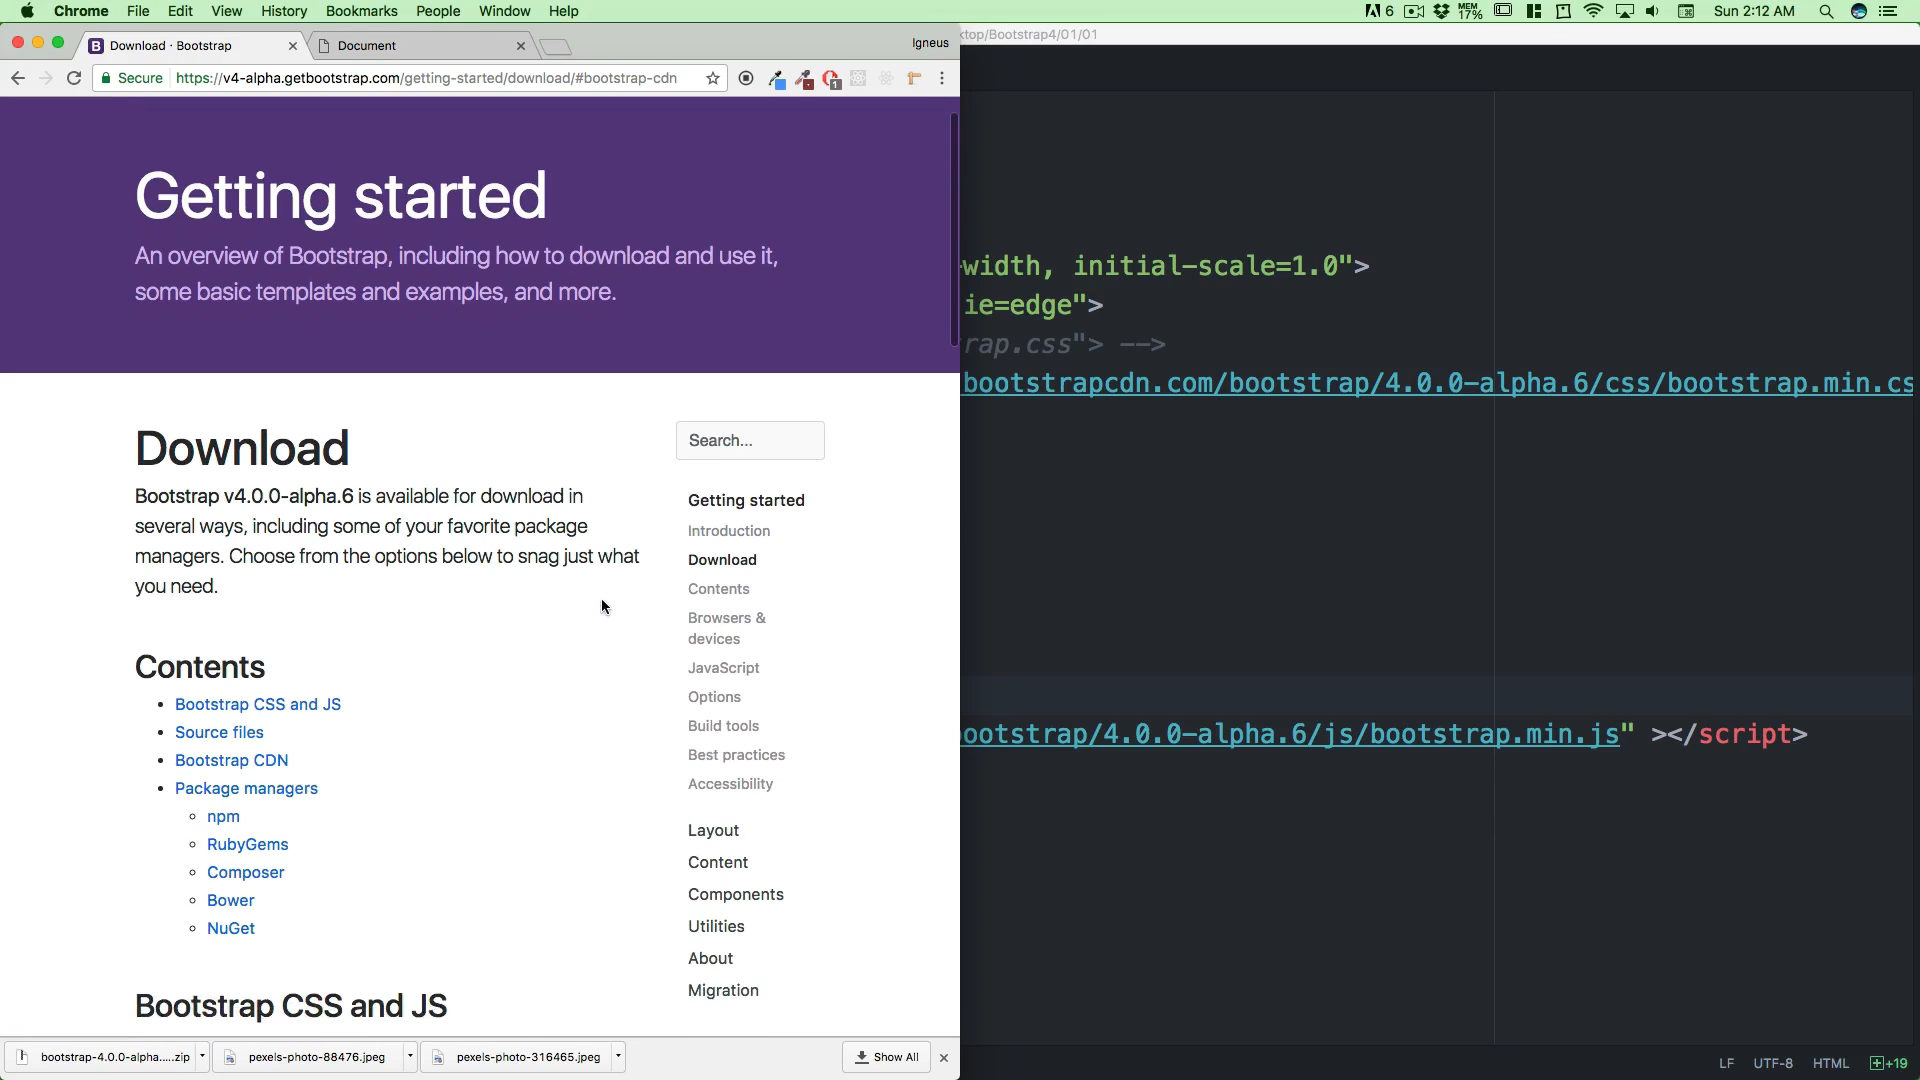 Chrome File Edit View History Bookmarks People Window Help
6 MEM 17% Sun 2:12 AM
Download · Bootstrap Document Igneus
ktop/Bootstrap4/01/01
Secure https://v4-alpha.getbootstrap.com/getting-started/download/#bootstrap-cdn
1
Getting started
An overview of Bootstrap, including how to download and use it,
some basic templates and examples, and more.
-width, initial-scale=1.0">
ie=edge">
rap.css"> -->
bootstrapcdn.com/bootstrap/4.0.0-alpha.6/css/bootstrap.min.cs
bootstrap/4.0.0-alpha.6/js/bootstrap.min.js" ></script>
Download
Bootstrap v4.0.0-alpha.6 is available for download in
several ways, including some of your favorite package
managers. Choose from the options below to snag just what
you need.
Contents
Bootstrap CSS and JS
Source files
Bootstrap CDN
Package managers
npm
RubyGems
Composer
Bower
NuGet
Bootstrap CSS and JS
Search...
Getting started
Introduction
Download
Contents
Browsers &
devices
JavaScript
Options
Build tools
Best practices
Accessibility
Layout
Content
Components
Utilities
About
Migration
bootstrap-4.0.0-alpha.....zip pexels-photo-88476.jpeg pexels-photo-316465.jpeg Show All
LF UTF-8 HTML +19